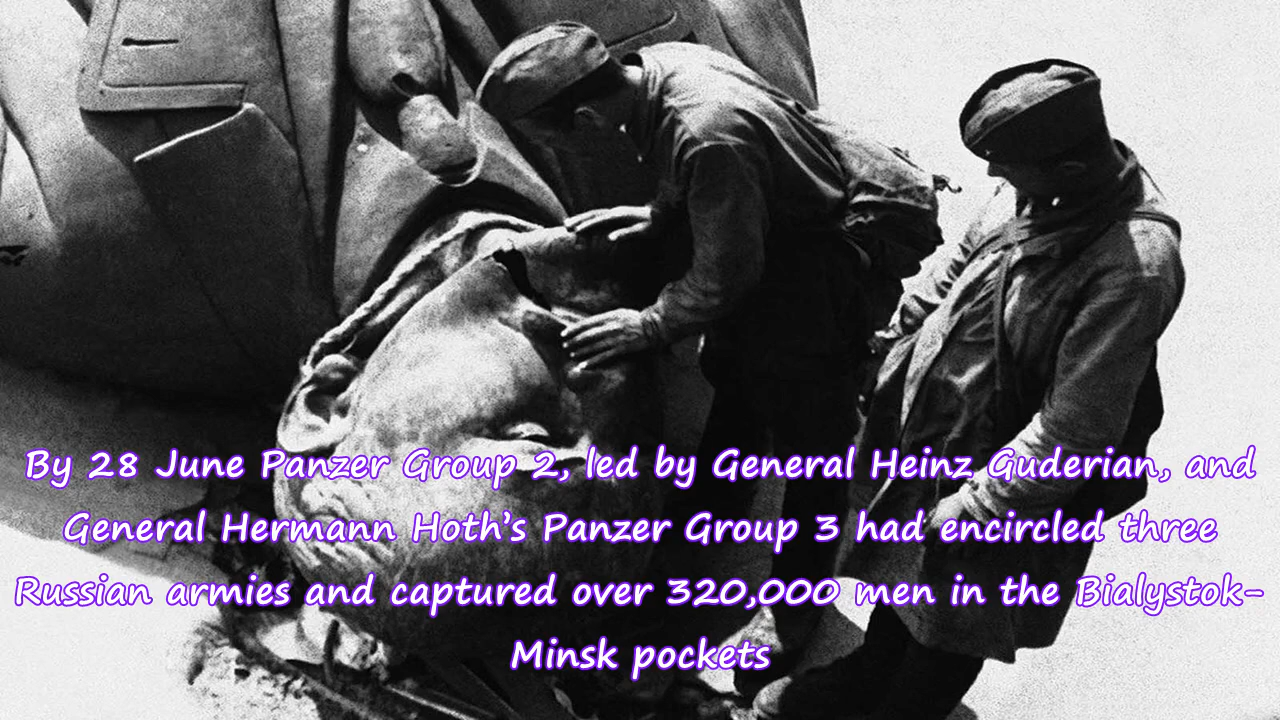 By 28 June Panzer Group 2, led by General Heinz Guderian, and
General Hermann Hoth's Panzer Group 3 had encircled three
Russian armies and captured over 320,000 men in the Bialystok-
Minsk pockets